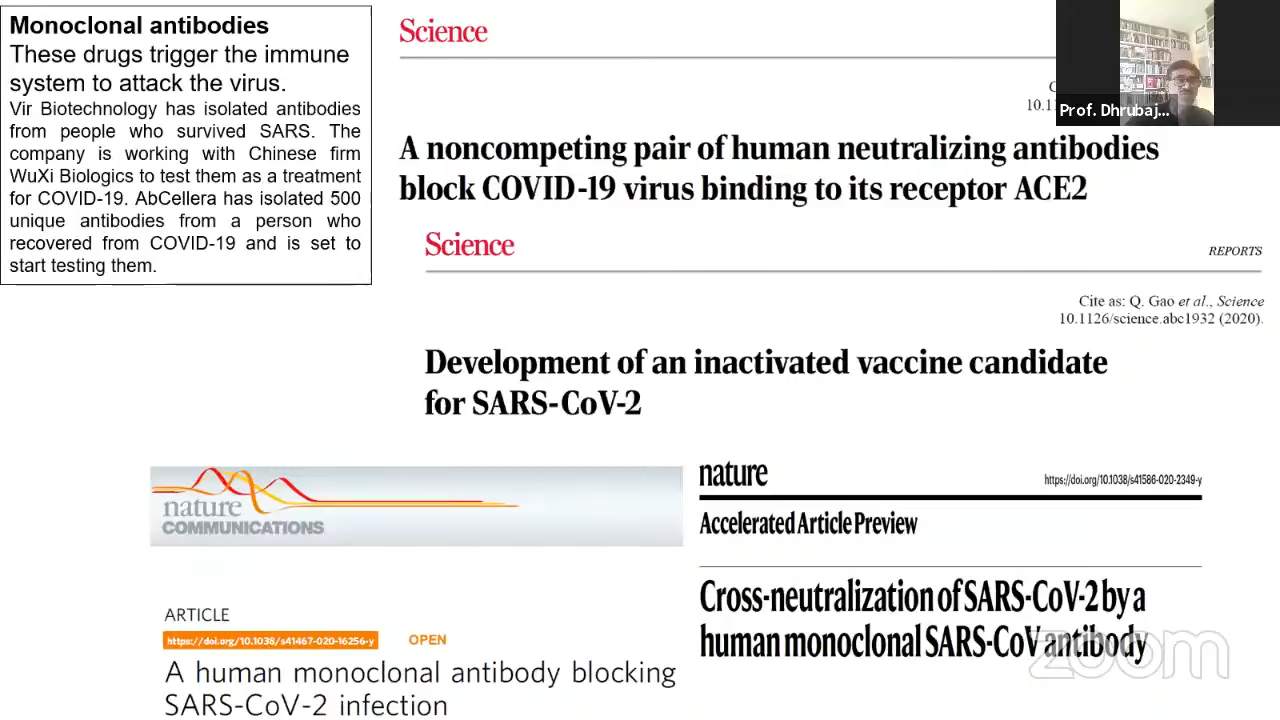 Monoclonal antibodies
These drugs trigger the immune
system to attack the virus.
Vir Biotechnology has isolated antibodies
from people who survived SARS. The
company is working with Chinese firm
WuXi Biologics to test them as a treatment
for COVID-19. AbCellera has isolated 500
unique antibodies from a person who
recovered from COVID-19 and is set to
start testing them.
Science
10.1
Prof. Dhrubaj...
A noncompeting pair of human neutralizing antibodies
block COVID-19 virus binding to its receptor ACE2
Science
REPORTS
Cite as: Q. Gao et al., Science
10.1126/science.abc1932 (2020).
Development of an inactivated vaccine candidate
for SARS-CoV-2
nature
COMMUNICATIONS
ARTICLE
https://doi.org/10.1038/s41467-020-16256-y
OPEN
A human monoclonal antibody blocking
SARS-CoV-2 infection
nature
https://doi.org/10.1038/s41586-020-2349-y
Accelerated Article Preview
Cross-neutralization of SARS-CoV-2 by a
human monoclonal SARS-CoV antibody
zoom